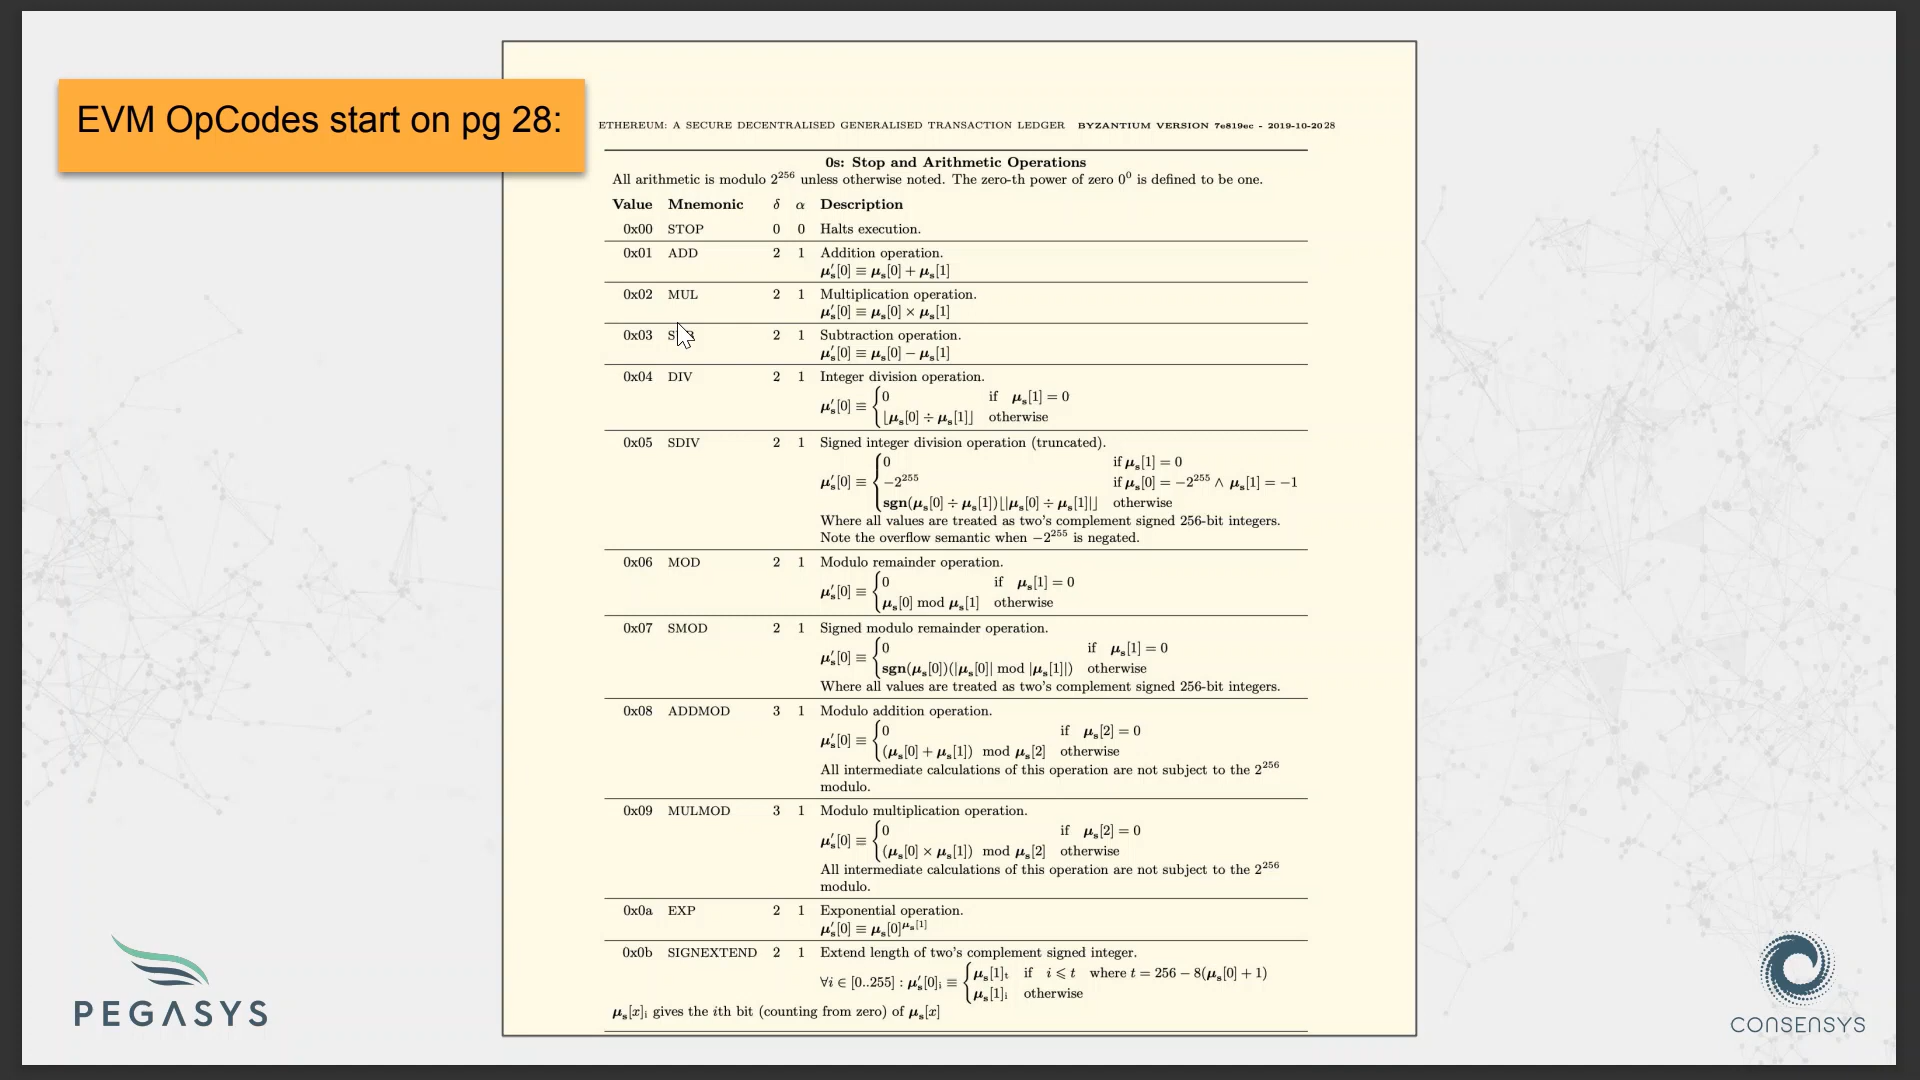 EVM OpCodes start on pg 28:
ETHEREUM: A SECURE DECENTRALISED GENERALISED TRANSACTION LEDGER BYZANTIUM VERSION 7e819ec - 2019-10-20 28
0s: Stop and Arithmetic Operations
All arithmetic is modulo 2²⁵⁶ unless otherwise noted. The zero-th power of zero 0⁰ is defined to be one.
Value Mnemonic δ α Description
0x00 STOP 0 0 Halts execution.
0x01 ADD 2 1 Addition operation.
μ′ₛ[0] ≡ μₛ[0] + μₛ[1]
0x02 MUL 2 1 Multiplication operation.
μ′ₛ[0] ≡ μₛ[0] × μₛ[1]
0x03 2 1 Subtraction operation.
μ′ₛ[0] ≡ μₛ[0] − μₛ[1]
0x04 DIV 2 1 Integer division operation.
μ′ₛ[0] ≡ { 0 if μₛ[1] = 0
⌊μₛ[0] ÷ μₛ[1]⌋ otherwise
0x05 SDIV 2 1 Signed integer division operation (truncated).
μ′ₛ[0] ≡ { 0 if μₛ[1] = 0
−2²⁵⁵ if μₛ[0] = −2²⁵⁵ ∧ μₛ[1] = −1
sgn(μₛ[0] ÷ μₛ[1])⌊|μₛ[0] ÷ μₛ[1]|⌋ otherwise
Where all values are treated as two's complement signed 256-bit integers.
Note the overflow semantic when −2²⁵⁵ is negated.
0x06 MOD 2 1 Modulo remainder operation.
μ′ₛ[0] ≡ { 0 if μₛ[1] = 0
μₛ[0] mod μₛ[1] otherwise
0x07 SMOD 2 1 Signed modulo remainder operation.
μ′ₛ[0] ≡ { 0 if μₛ[1] = 0
sgn(μₛ[0])(|μₛ[0]| mod |μₛ[1]|) otherwise
Where all values are treated as two's complement signed 256-bit integers.
0x08 ADDMOD 3 1 Modulo addition operation.
μ′ₛ[0] ≡ { 0 if μₛ[2] = 0
(μₛ[0] + μₛ[1]) mod μₛ[2] otherwise
All intermediate calculations of this operation are not subject to the 2²⁵⁶
modulo.
0x09 MULMOD 3 1 Modulo multiplication operation.
μ′ₛ[0] ≡ { 0 if μₛ[2] = 0
(μₛ[0] × μₛ[1]) mod μₛ[2] otherwise
All intermediate calculations of this operation are not subject to the 2²⁵⁶
modulo.
0x0a EXP 2 1 Exponential operation.
μ′ₛ[0] ≡ μₛ[0]^μₛ[1]
0x0b SIGNEXTEND 2 1 Extend length of two's complement signed integer.
∀i ∈ [0..255] : μ′ₛ[0]ᵢ ≡ { μₛ[1]ₜ if i ⩽ t where t = 256 − 8(μₛ[0] + 1)
μₛ[1]ᵢ otherwise
μₛ[x]ᵢ gives the ith bit (counting from zero) of μₛ[x]
PEGASYS
CONSENSYS